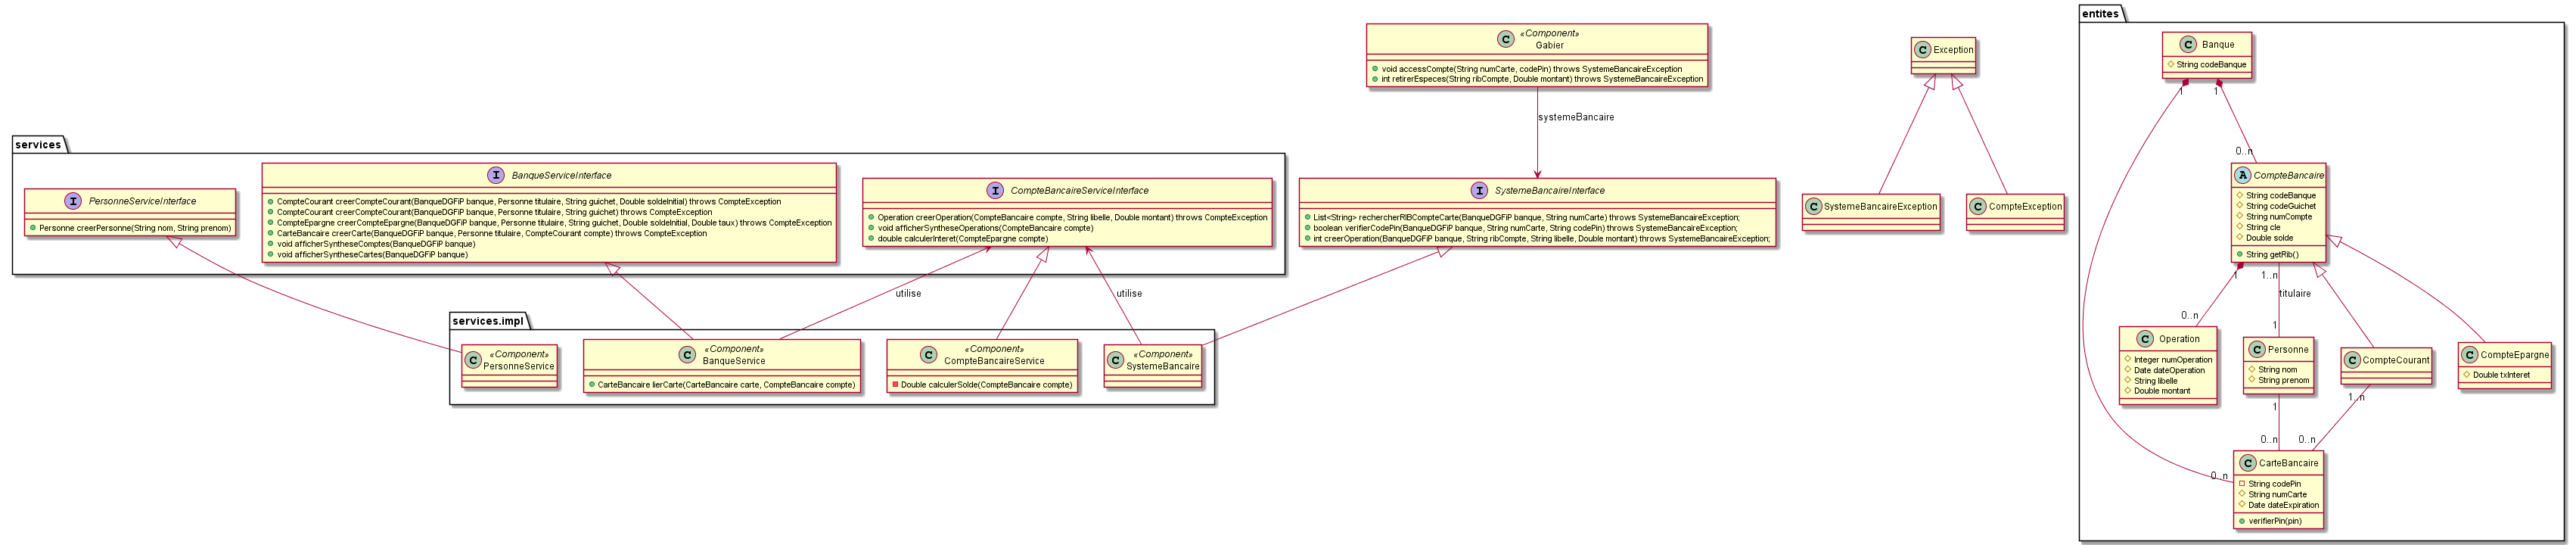 services
I PersonneServiceInterface
Personne creerPersonne(String nom, String prenom)
I BanqueServiceInterface
CompteCourant creerCompteCourant(BanqueDGFiP banque, Personne titulaire, String guichet, Double soldeInitial) throws CompteException
CompteCourant creerCompteCourant(BanqueDGFiP banque, Personne titulaire, String guichet) throws CompteException
CompteEpargne creerCompteEpargne(BanqueDGFiP banque, Personne titulaire, String guichet, Double soldeInitial, Double taux) throws CompteException
CarteBancaire creerCarte(BanqueDGFiP banque, Personne titulaire, CompteCourant compte) throws CompteException
void afficherSyntheseComptes(BanqueDGFiP banque)
void afficherSyntheseCartes(BanqueDGFiP banque)
I CompteBancaireServiceInterface
Operation creerOperation(CompteBancaire compte, String libelle, Double montant) throws CompteException
void afficherSyntheseOperations(CompteBancaire compte)
double calculerInteret(CompteEpargne compte)
C «Component»
Gabier
void accessCompte(String numCarte, codePin) throws SystemeBancaireException
int retirerEspeces(String ribCompte, Double montant) throws SystemeBancaireException
systemeBancaire
I SystemeBancaireInterface
List<String> rechercherRIBCompteCarte(BanqueDGFiP banque, String numCarte) throws SystemeBancaireException;
boolean verifierCodePin(BanqueDGFiP banque, String numCarte, String codePin) throws SystemeBancaireException;
int creerOperation(BanqueDGFiP banque, String ribCompte, String libelle, Double montant) throws SystemeBancaireException;
utilise
utilise
services.impl
C «Component»
PersonneService
C «Component»
BanqueService
CarteBancaire lierCarte(CarteBancaire carte, CompteBancaire compte)
C «Component»
CompteBancaireService
Double calculerSolde(CompteBancaire compte)
C «Component»
SystemeBancaire
C Exception
C SystemeBancaireException
C CompteException
entites
C Banque
String codeBanque
1
1
0..n
A CompteBancaire
String codeBanque
String codeGuichet
String numCompte
String cle
Double solde
String getRib()
1
1..n
titulaire
0..n
1
C Operation
Integer numOperation
Date dateOperation
String libelle
Double montant
C Personne
String nom
String prenom
C CompteCourant
C CompteEpargne
Double txInteret
1
1..n
0..n
0..n
0..n
C CarteBancaire
String codePin
String numCarte
Date dateExpiration
verifierPin(pin)